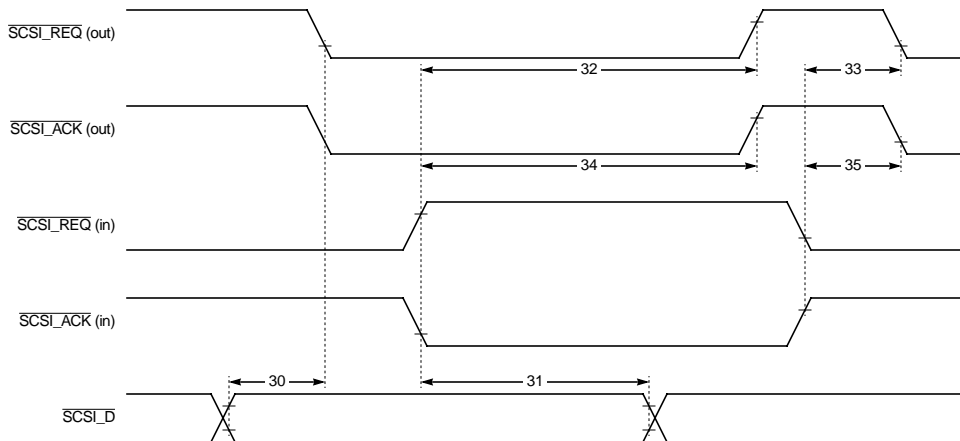 SCSI_REQ (out)
32
33
SCSI_ACK (out)
34
35
SCSI_REQ (in)
SCSI_ACK (in)
30
31
SCSI_D